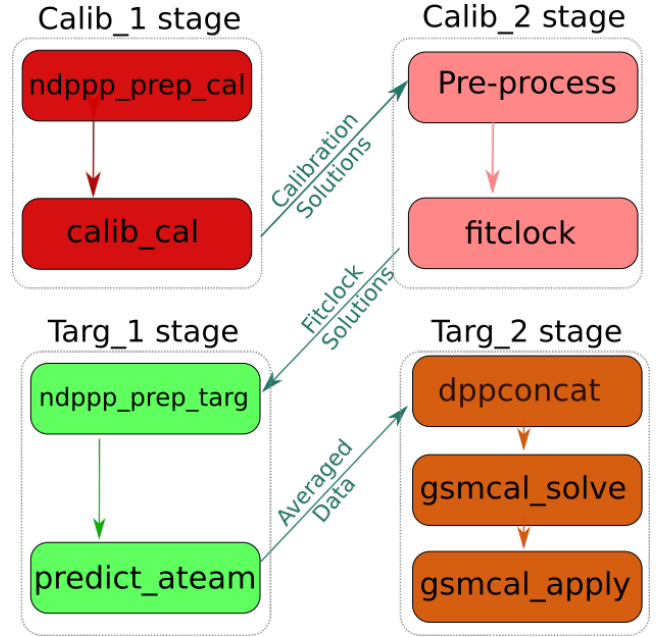 Calib_1 stage
ndppp_prep_cal
calib_cal
Calibration
Solutions
Calib_2 stage
Pre-process
fitclock
Fitclock
Solutions
Targ_1 stage
ndppp_prep_targ
predict_ateam
Averaged
Data
Targ_2 stage
dppconcat
gsmcal_solve
gsmcal_apply